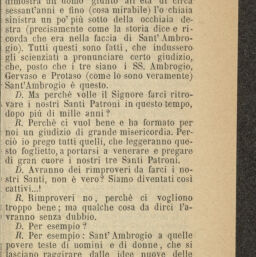 dimostra un uomo giunto all'età di circa
sessant'anni e fino (cosa mirabile) l'o chiaia
sinistra un po' più sotto della occhiaia de-
stra (precisamente come la storia dice e ri-
corda che era nella faccia di Sant'Ambro-
gio). Tutti questi sono fatti, che indussero
gli scienziati a pronunciare certo giudizio,
che, posto che i tre siano i SS. Ambrogio,
Gervaso e Protaso (come lo sono veramente)
Sant'Ambrogio è questo.
D. Ma perchè volle il Signore farci ritro-
vare i nostri Santi Patroni in questo tempo,
dopo più di mille anni?
R. Perchè ci vuol bene e ha formato per
noi un giudizio di grande misericordia. Per-
ciò io prego tutti quelli, che leggeranno que-
sto foglietto, a portarsi a venerare e pregare
di gran cuore i nostri tre Santi Patroni.
D. Avranno dei rimproveri da farci i no-
stri Santi, non è vero? Siamo diventati così
cattivi...!
R. Rimproveri no, perchè ci vogliono
troppo bene; ma qualche cosa da dirci l'a-
vranno senza dubbio.
D. Per esempio?
R. Per esempio: Sant'Ambrogio a quelle
povere teste di uomini e di donne, che si
lasciano raggirare dalle idee nuove delle